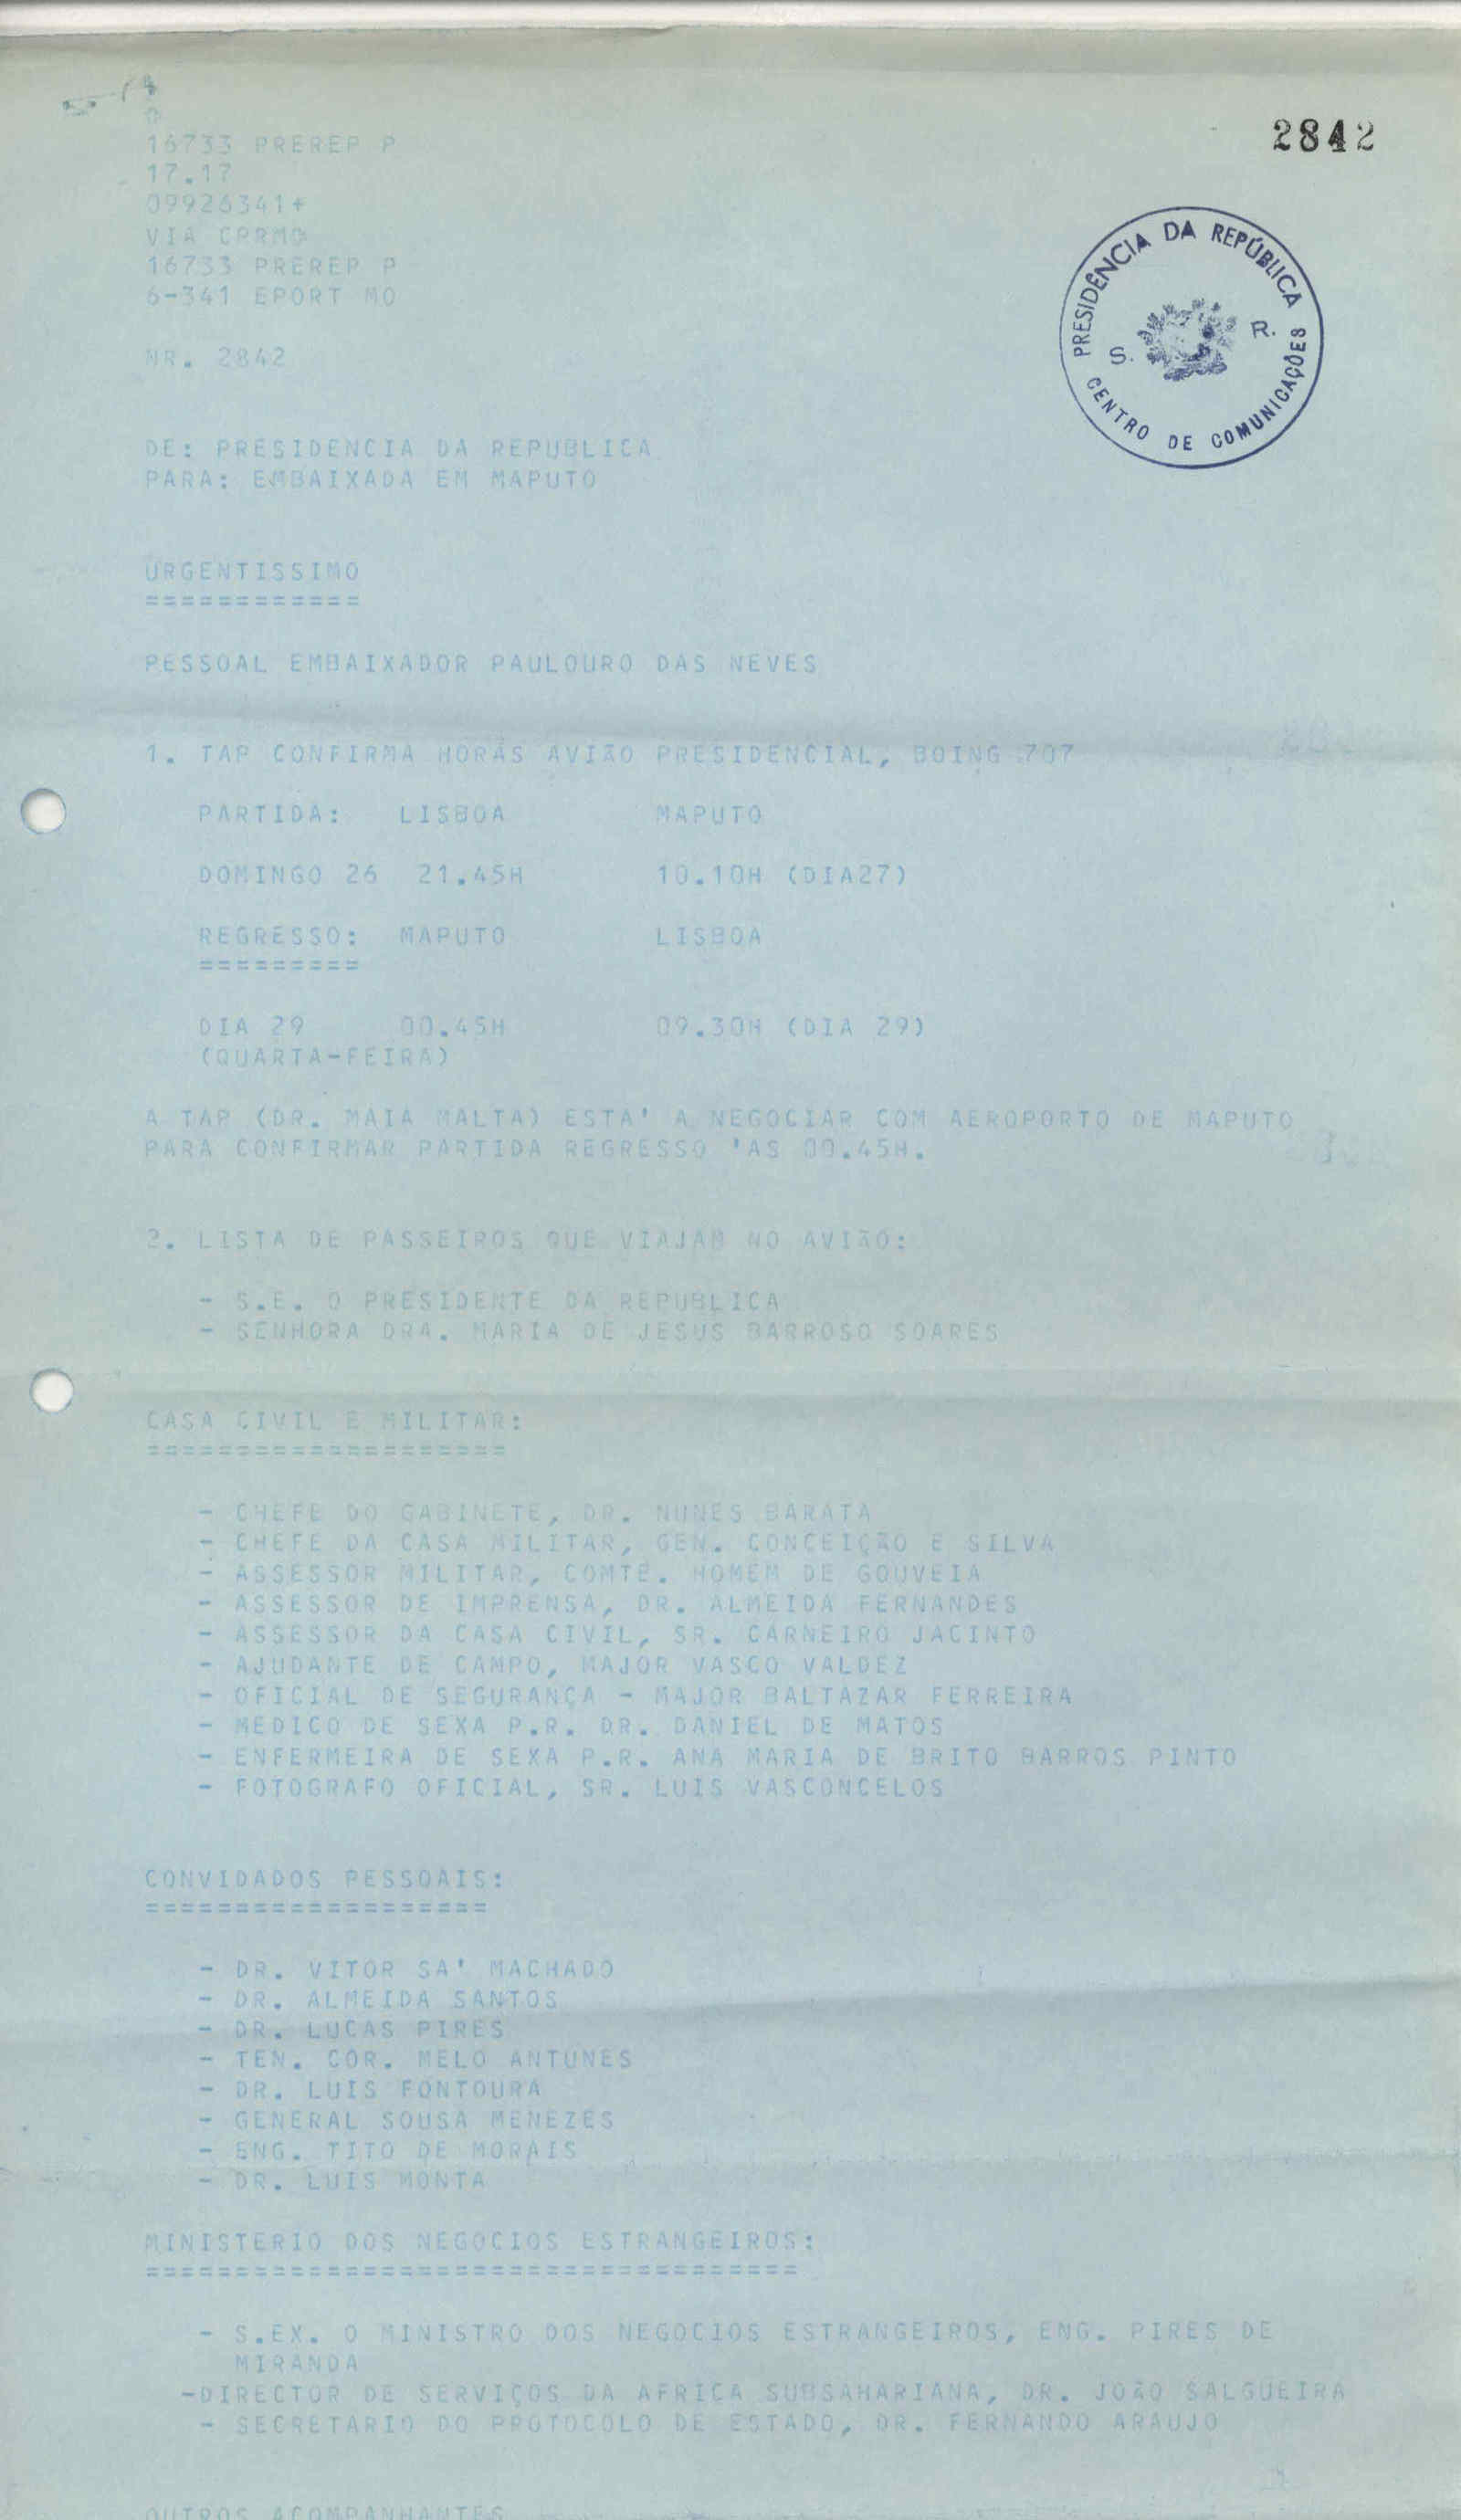 2842
16733 PREREP P
17.17
09926341+
VIA CPRMO
16733 PREREP P
6-341 EPORT MO
PRESIDÊNCIA DA REPÚBLICA
S. R.
CENTRO DE COMUNICAÇÕES
NR. 2842
DE: PRESIDENCIA DA REPUBLICA
PARA: EMBAIXADA EM MAPUTO
URGENTISSIMO
============
PESSOAL EMBAIXADOR PAULOURO DAS NEVES
1. TAP CONFIRMA HORAS AVIÃO PRESIDENCIAL, BOING 707
PARTIDA: LISBOA MAPUTO
DOMINGO 26 21.45H 10.10H (DIA27)
REGRESSO: MAPUTO LISBOA
=========
DIA 29 00.45H 09.30H (DIA 29)
(QUARTA-FEIRA)
A TAP (DR. MAIA MALTA) ESTA' A NEGOCIAR COM AEROPORTO DE MAPUTO
PARA CONFIRMAR PARTIDA REGRESSO 'AS 00.45H.
2. LISTA DE PASSEIROS QUE VIAJAM NO AVIÃO:
- S.E. O PRESIDENTE DA REPUBLICA
- SENHORA DRA. MARIA DE JESUS BARROSO SOARES
CASA CIVIL E MILITAR:
====================
- CHEFE DO GABINETE, DR. NUNES BARATA
- CHEFE DA CASA MILITAR, GEN. CONCEIÇÃO E SILVA
- ASSESSOR MILITAR, COMTE. HOMEM DE GOUVEIA
- ASSESSOR DE IMPRENSA, DR. ALMEIDA FERNANDES
- ASSESSOR DA CASA CIVIL, SR. CARNEIRO JACINTO
- AJUDANTE DE CAMPO, MAJOR VASCO VALDEZ
- OFICIAL DE SEGURANÇA - MAJOR BALTAZAR FERREIRA
- MEDICO DE SEXA P.R. DR. DANIEL DE MATOS
- ENFERMEIRA DE SEXA P.R. ANA MARIA DE BRITO BARROS PINTO
- FOTOGRAFO OFICIAL, SR. LUIS VASCONCELOS
CONVIDADOS PESSOAIS:
===================
- DR. VITOR SA' MACHADO
- DR. ALMEIDA SANTOS
- DR. LUCAS PIRES
- TEN. COR. MELO ANTUNES
- DR. LUIS FONTOURA
- GENERAL SOUSA MENEZES
- ENG. TITO DE MORAIS
- DR. LUIS MONTA
MINISTERIO DOS NEGOCIOS ESTRANGEIROS:
====================================
- S.EX. O MINISTRO DOS NEGOCIOS ESTRANGEIROS, ENG. PIRES DE
MIRANDA
-DIRECTOR DE SERVIÇOS DA AFRICA SUBSAHARIANA, DR. JOÃO SALGUEIRA
- SECRETARIO DO PROTOCOLO DE ESTADO, DR. FERNANDO ARAUJO
OUTROS ACOMPANHANTES